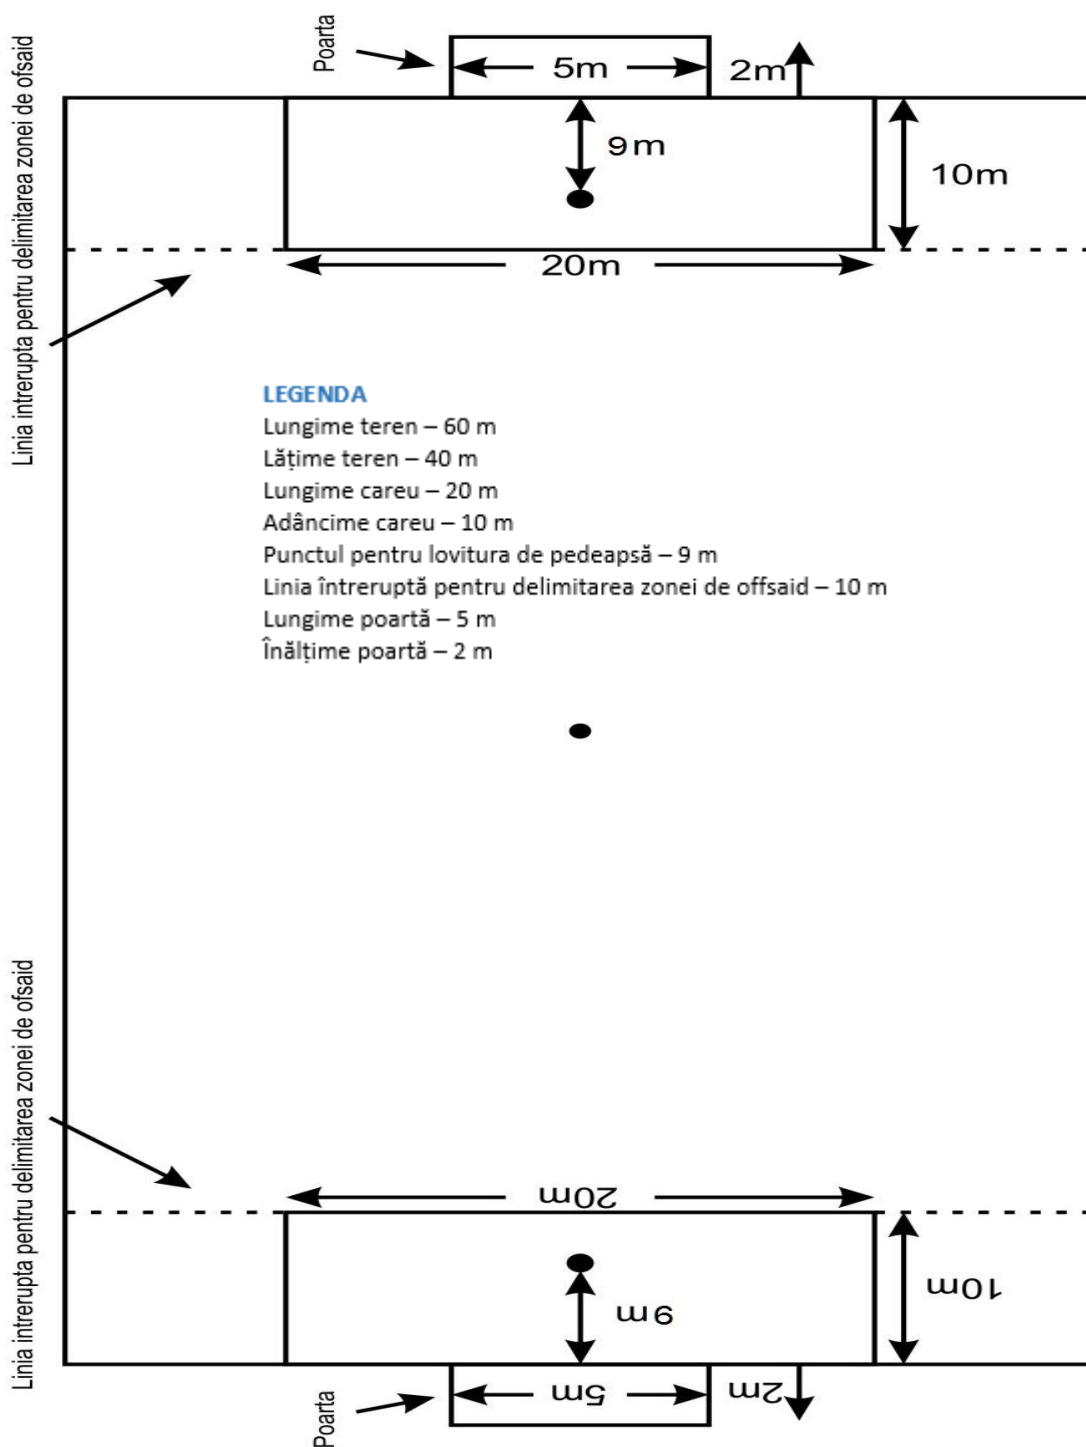 Poarta
5m
2m
9m
10m
20m
Linia intrerupta pentru delimitarea zonei de ofsaid
LEGENDA
Lungime teren – 60 m
Lățime teren – 40 m
Lungime careu – 20 m
Adâncime careu – 10 m
Punctul pentru lovitura de pedeapsă – 9 m
Linia întreruptă pentru delimitarea zonei de offsaid – 10 m
Lungime poartă – 5 m
Înălțime poartă – 2 m
Linia intrerupta pentru delimitarea zonei de ofsaid
20m
10m
9m
5m
2m
Poarta